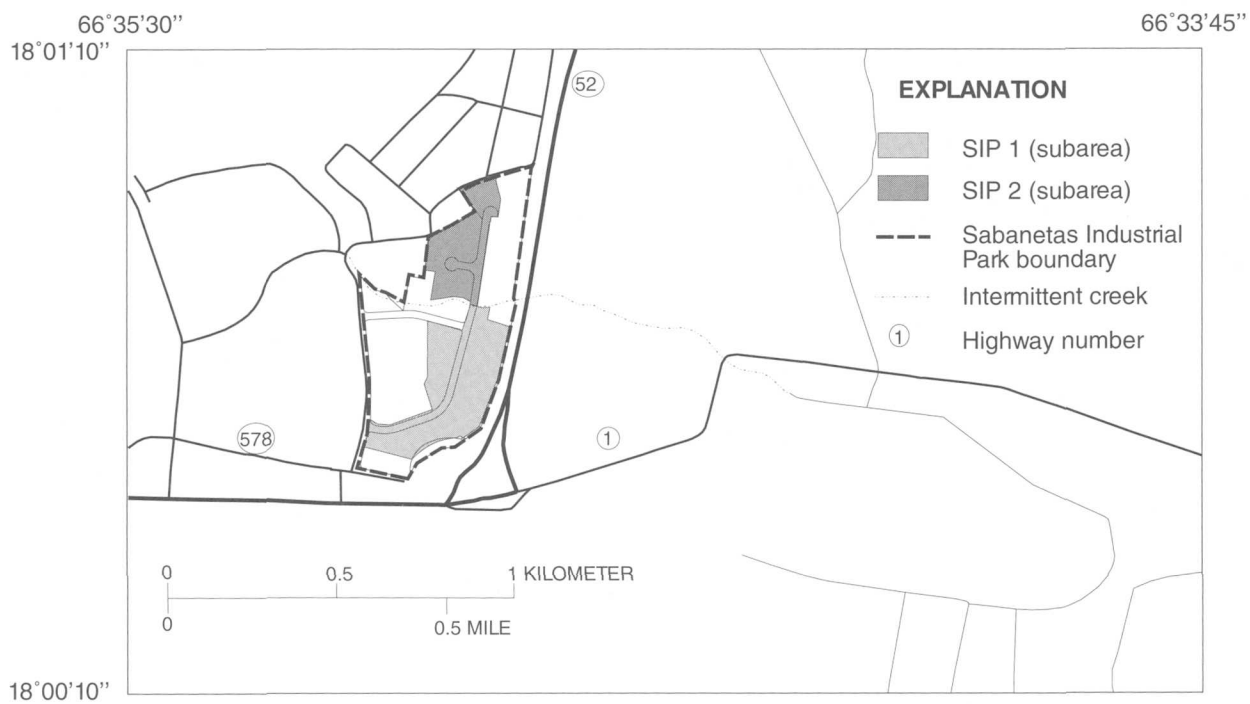 66°35'30"
66°33'45"
18°01'10"
52
EXPLANATION
SIP 1 (subarea)
SIP 2 (subarea)
Sabanetas Industrial
Park boundary
Intermittent creek
1
Highway number
578
1
0
0.5
1 KILOMETER
0
0.5 MILE
18°00'10"